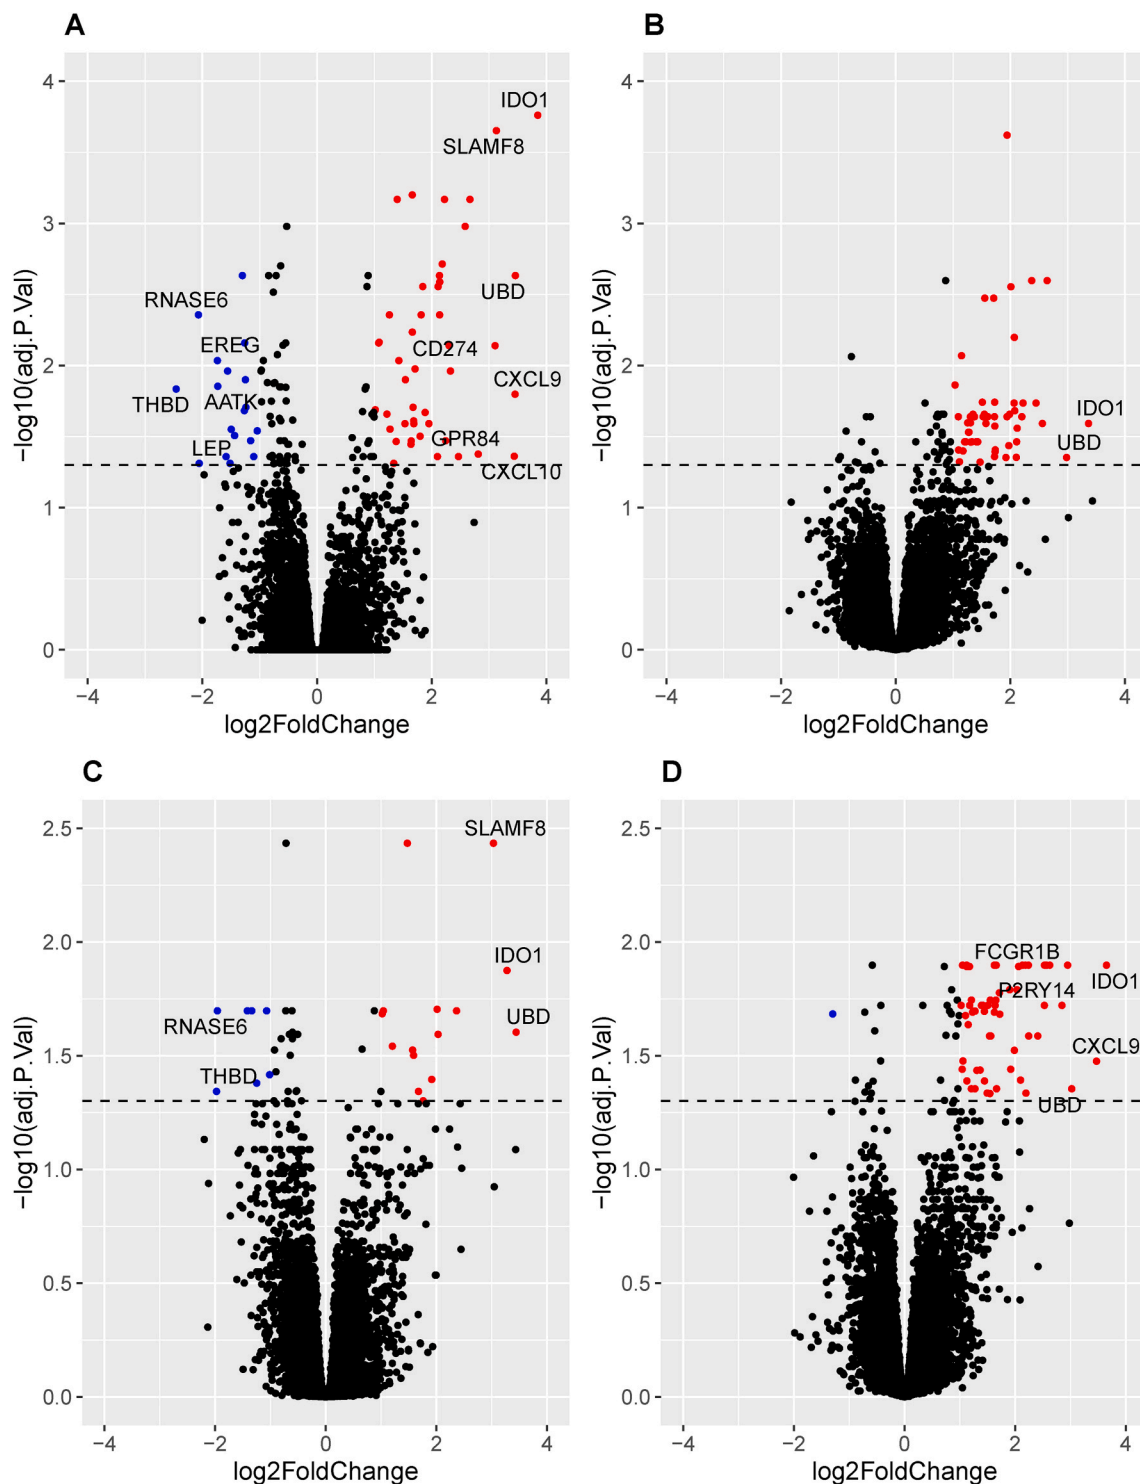 A
4
3
2
1
0
−log10(adj.P.Val)
IDO1
SLAMF8
UBD
RNASE6
EREG
CD274
CXCL9
THBD
AATK
LEP
GPR84
CXCL10
−4
−2
0
2
4
log2FoldChange
B
4
3
2
1
0
−log10(adj.P.Val)
IDO1
UBD
−4
−2
0
2
4
log2FoldChange
C
2.5
2.0
1.5
1.0
0.5
0.0
−log10(adj.P.Val)
SLAMF8
IDO1
UBD
RNASE6
THBD
−4
−2
0
2
4
log2FoldChange
D
2.5
2.0
1.5
1.0
0.5
0.0
−log10(adj.P.Val)
FCGR1B
IDO1
P2RY14
CXCL9
UBD
−4
−2
0
2
4
log2FoldChange